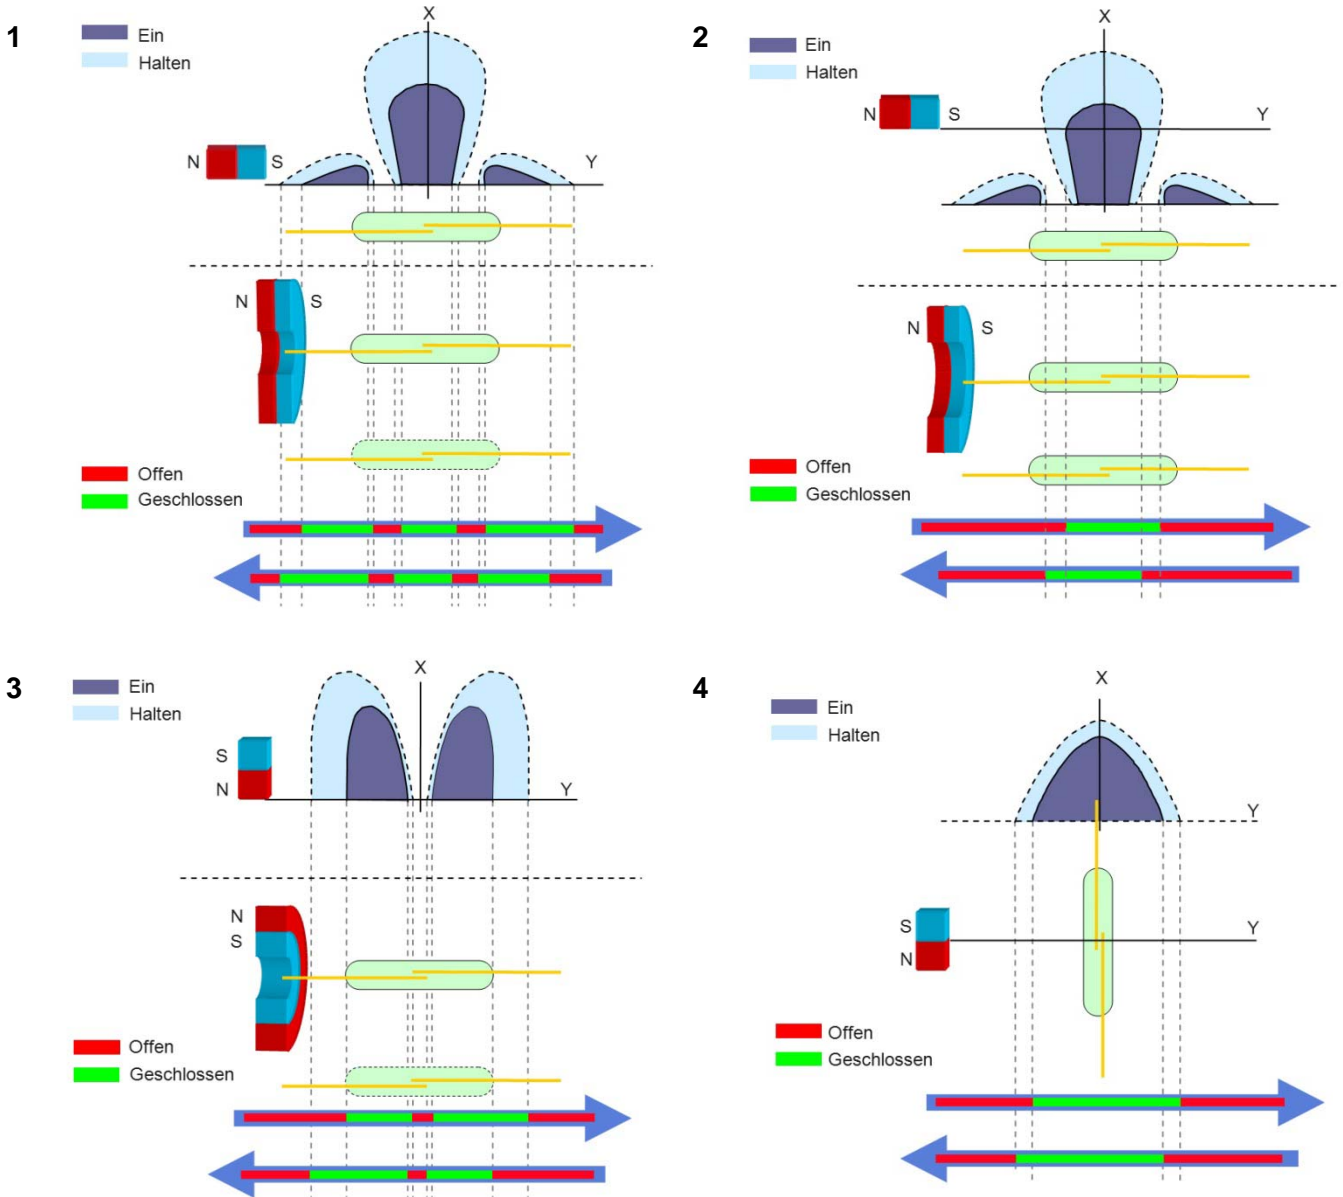 1
Ein
Halten
X
N
S
Y
N
S
Offen
Geschlossen
2
Ein
Halten
X
N
S
Y
N
S
Offen
Geschlossen
3
Ein
Halten
X
S
N
Y
N
S
Offen
Geschlossen
4
Ein
Halten
X
Y
S
N
Y
Offen
Geschlossen